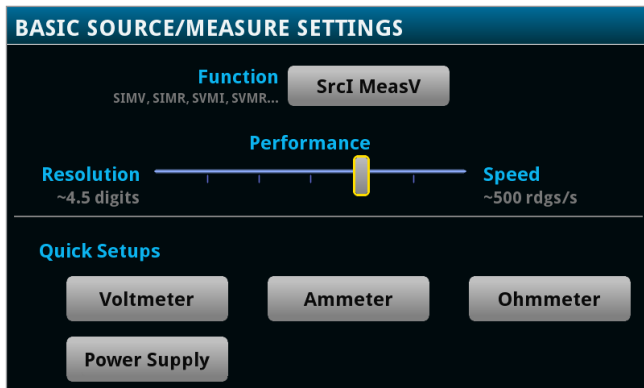 BASIC SOURCE/MEASURE SETTINGS
Function
SIMV, SIMR, SVMI, SVMR...
SrcI MeasV
Performance
Resolution
~4.5 digits
Speed
~500 rdgs/s
Quick Setups
Voltmeter
Ammeter
Ohmmeter
Power Supply